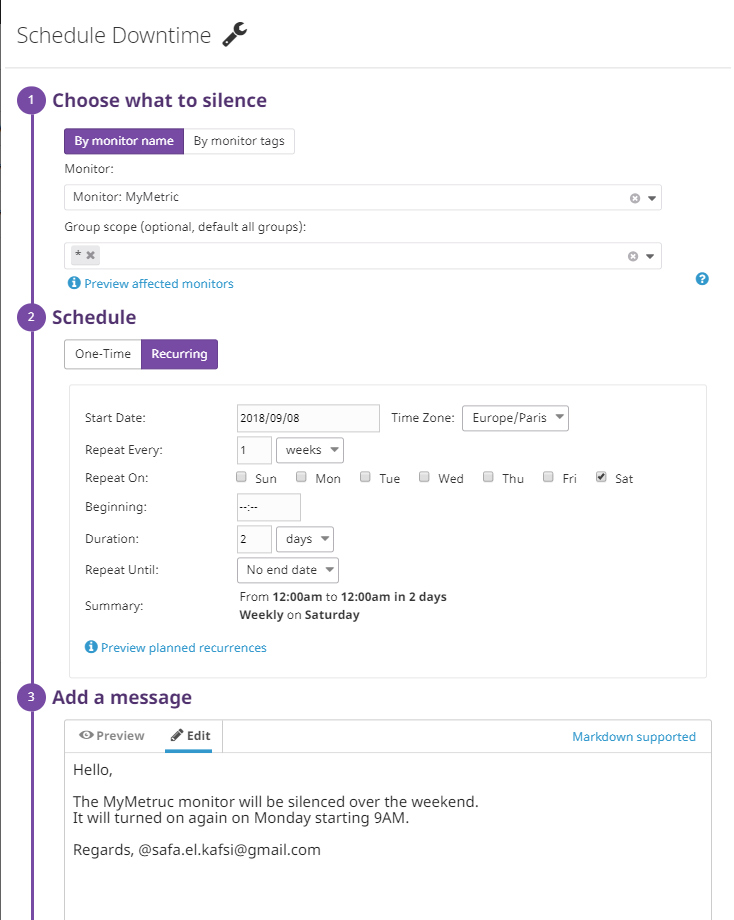 Schedule Downtime
1 Choose what to silence
By monitor name By monitor tags
Monitor:
Monitor: MyMetric
Group scope (optional, default all groups):
*
Preview affected monitors
2 Schedule
One-Time Recurring
Start Date: 2018/09/08 Time Zone: Europe/Paris
Repeat Every: 1 weeks
Repeat On: Sun Mon Tue Wed Thu Fri Sat
Beginning: --:--
Duration: 2 days
Repeat Until: No end date
From 12:00am to 12:00am in 2 days
Summary:
Weekly on Saturday
Preview planned recurrences
3 Add a message
Preview Edit Markdown supported
Hello,
The MyMetruc monitor will be silenced over the weekend.
It will turned on again on Monday starting 9AM.
Regards, @safa.el.kafsi@gmail.com